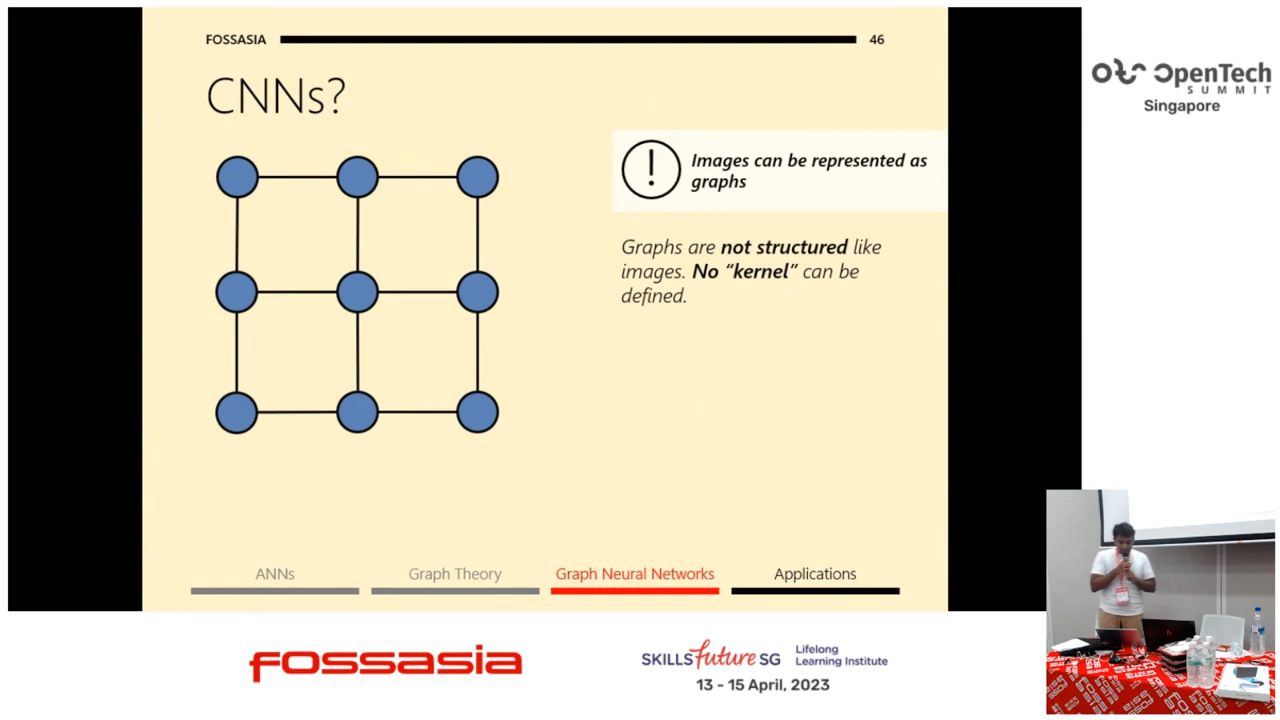 FOSSASIA
46
CNNs?
!
Images can be represented as
graphs
Graphs are not structured like
images. No “kernel” can be
defined.
ANNs
Graph Theory
Graph Neural Networks
Applications
OpenTech
SUMMIT
Singapore
FOSSASIA
SKILLS future SG
Lifelong
Learning Institute
13 - 15 April, 2023